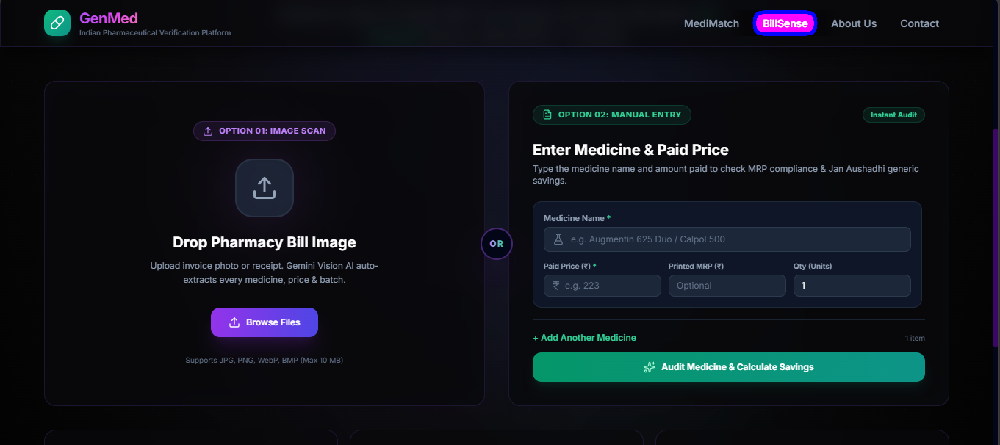 GenMed
Indian Pharmaceutical Verification Platform
MediMatch
BillSense
About Us
Contact
OPTION 01: IMAGE SCAN
Drop Pharmacy Bill Image
Upload invoice photo or receipt. Gemini Vision AI auto-
extracts every medicine, price & batch.
Browse Files
Supports JPG, PNG, WebP, BMP (Max 10 MB)
OR
OPTION 02: MANUAL ENTRY
Instant Audit
Enter Medicine & Paid Price
Type the medicine name and amount paid to check MRP compliance & Jan Aushadhi generic
savings.
Medicine Name *
e.g. Augmentin 625 Duo / Calpol 500
Paid Price (₹) *
Printed MRP (₹)
Qty (Units)
₹ e.g. 223
Optional
1
+ Add Another Medicine
1 item
Audit Medicine & Calculate Savings